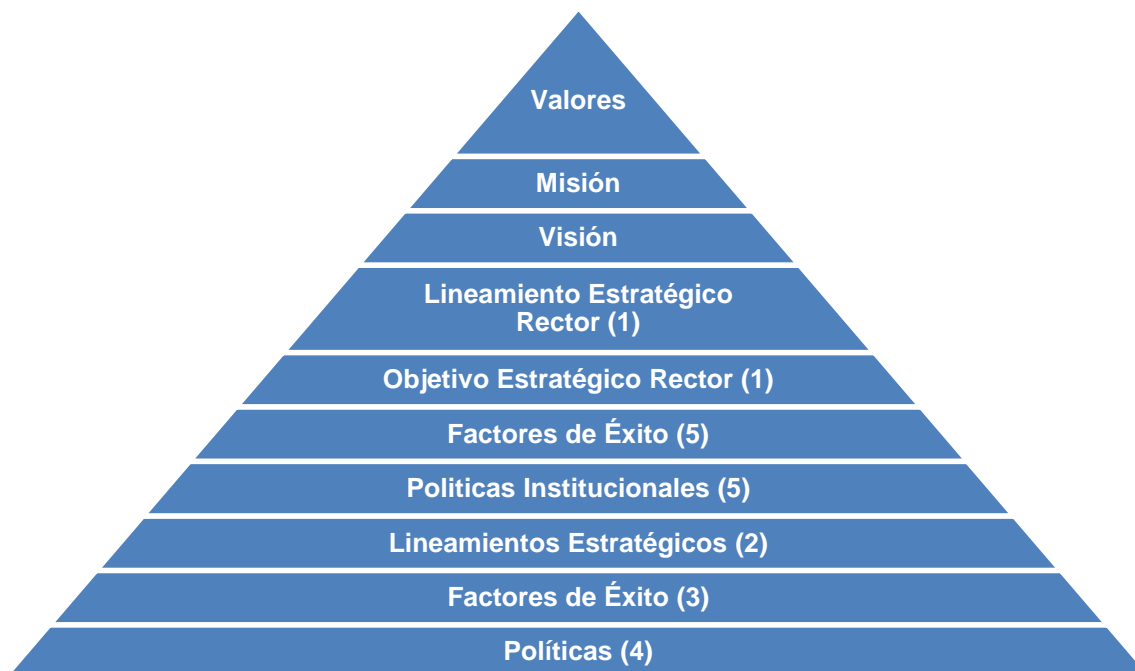 Valores
Misión
Visión
Lineamiento Estratégico
Rector (1)
Objetivo Estratégico Rector (1)
Factores de Éxito (5)
Politicas Institucionales (5)
Lineamientos Estratégicos (2)
Factores de Éxito (3)
Políticas (4)